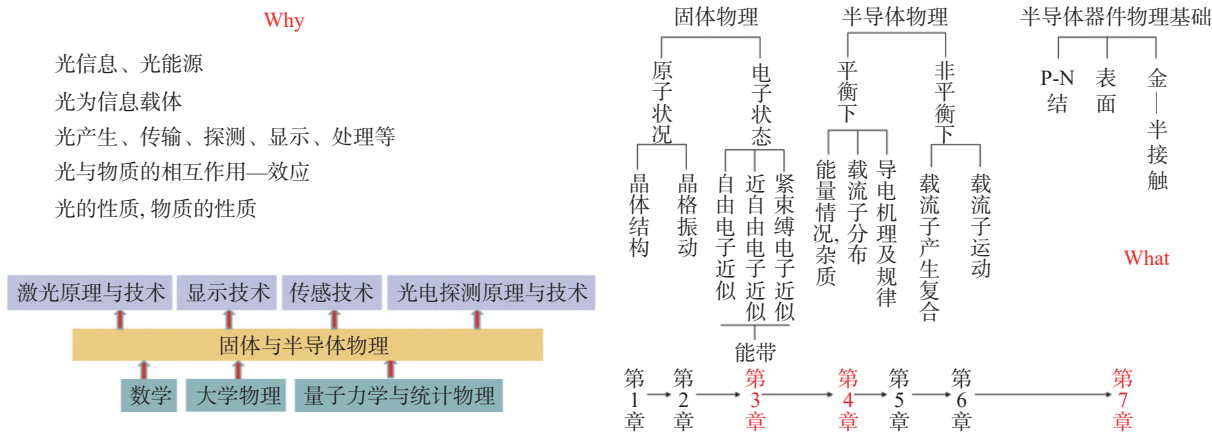 Why
光信息、光能源
光为信息载体
光产生、传输、探测、显示、处理等
光与物质的相互作用—效应
光的性质, 物质的性质
激光原理与技术
显示技术
传感技术
光电探测原理与技术
固体与半导体物理
数学
大学物理
量子力学与统计物理
固体物理
原子状况
晶体结构
晶格振动
电子状态
自由电子近似
近自由电子近似
紧束缚电子近似
能带
半导体物理
平衡下
能量情况,杂质
载流子分布
导电机理及规律
非平衡下
载流子产生复合
载流子运动
半导体器件物理基础
P-N结
表面
金—半接触
What
第1章
第2章
第3章
第4章
第5章
第6章
第7章